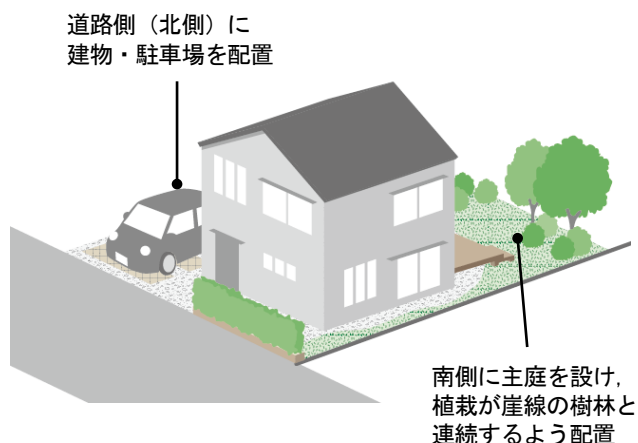 道路側（北側）に
建物・駐車場を配置
南側に主庭を設け，
植栽が崖線の樹林と
連続するよう配置